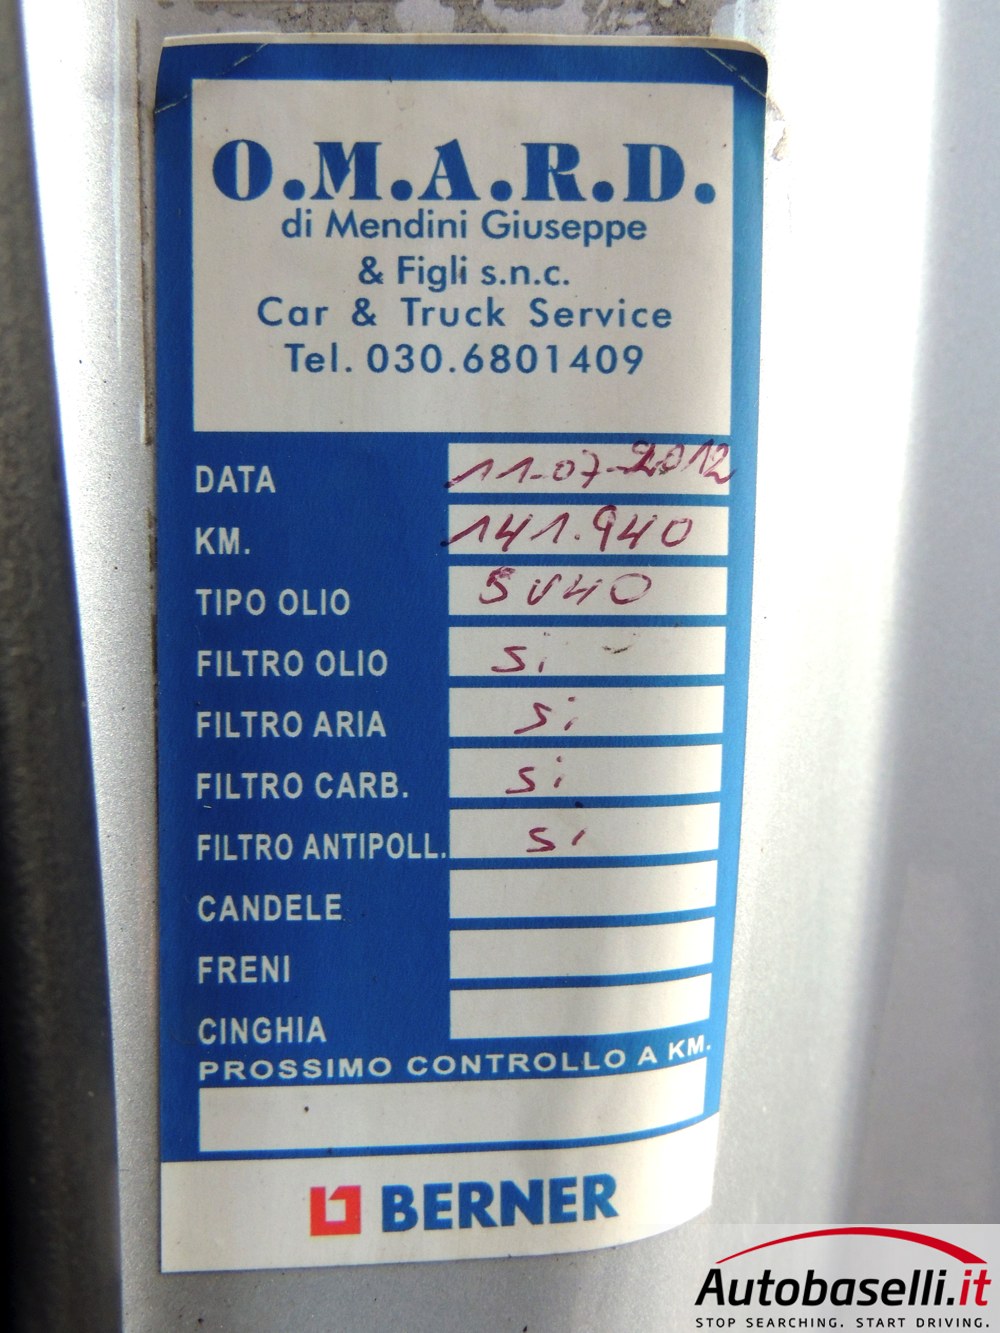 O.M.A.R.D.
di Mendini Giuseppe
& Figli s.n.c.
Car & Truck Service
Tel. 030.6801409
DATA 11-07-2012
KM. 141.940
TIPO OLIO 5W40
FILTRO OLIO si
FILTRO ARIA si
FILTRO CARB. si
FILTRO ANTIPOLL. si
CANDELE
FRENI
CINGHIA
PROSSIMO CONTROLLO A KM.
BERNER
Autobaselli.it
STOP SEARCHING. START DRIVING.